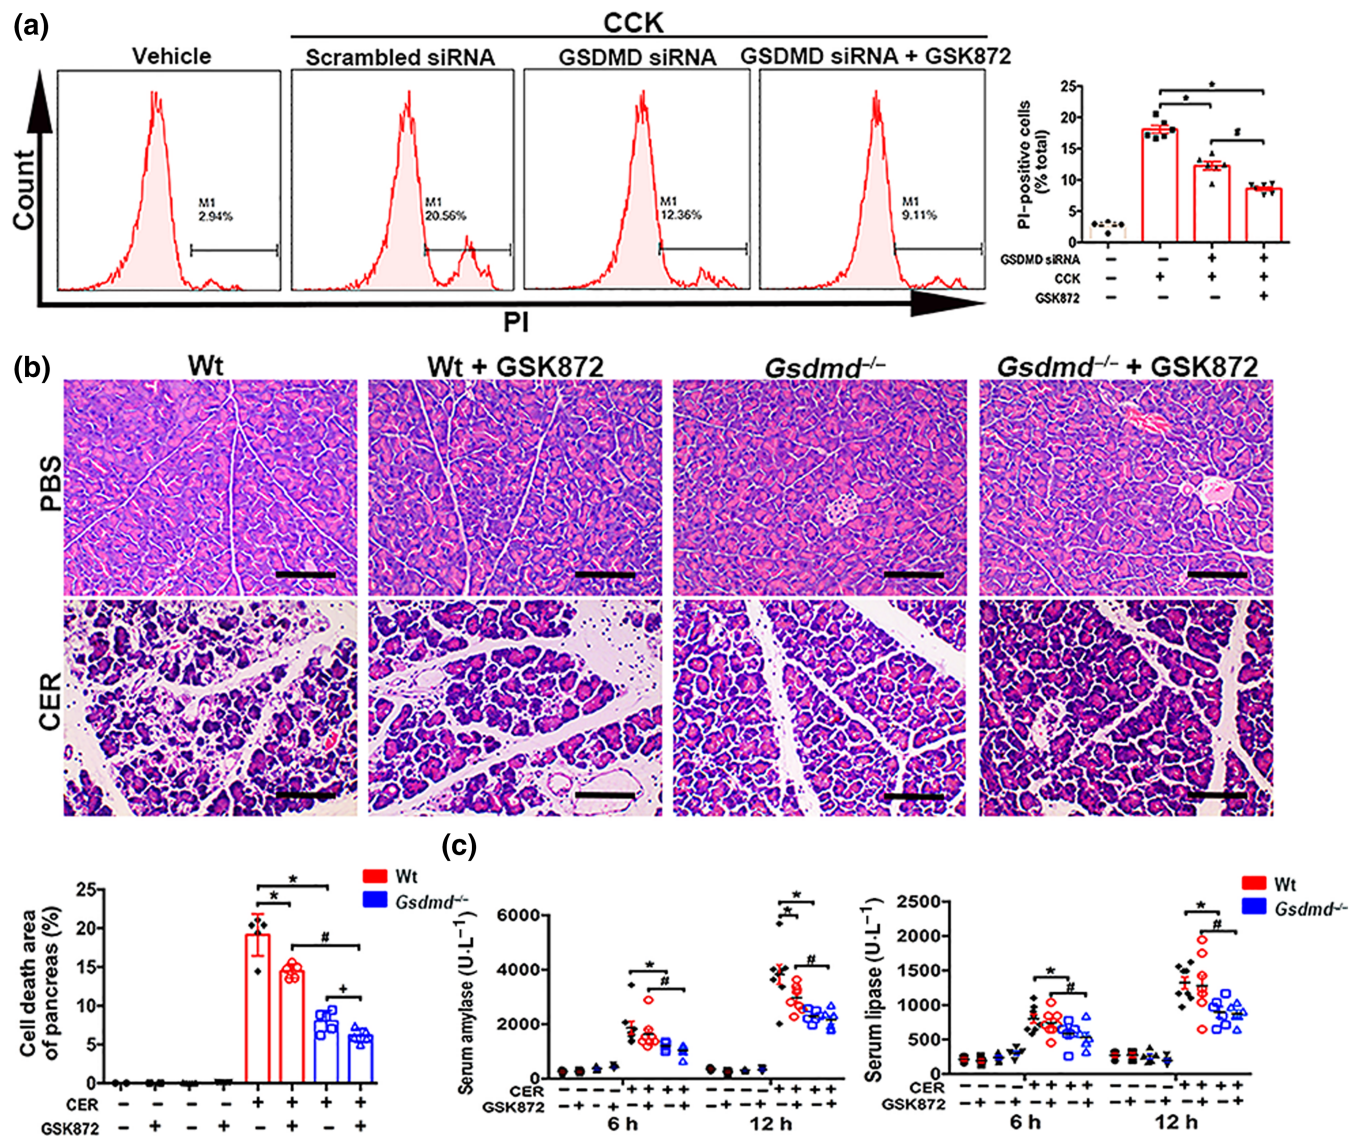 (a)
CCK
Vehicle
Scrambled siRNA
GSDMD siRNA
GSDMD siRNA + GSK872
Count
M1
2.94%
M1
20.56%
M1
12.36%
M1
9.11%
PI
PI-positive cells
(% total)
25
20
15
10
5
0
*
*
#
GSDMD siRNA – – + +
CCK – + + +
GSK872 – – – +
(b)
Wt
Wt + GSK872
Gsdmd–/–
Gsdmd–/– + GSK872
PBS
CER
Cell death area
of pancreas (%)
25
20
15
10
5
0
*
*
#
+
Wt
Gsdmd–/–
CER – – – – + + + +
GSK872 – + – + – + – +
(c)
Serum amylase (U·L–1)
6000
4000
2000
0
*
#
*
*
#
CER – – – – + + + + – – – – + + + +
GSK872 – + – + – + – + – + – + – + – +
6 h
12 h
Serum lipase (U·L–1)
2500
2000
1500
1000
500
0
*
#
*
#
Wt
Gsdmd–/–
CER – – – – + + + + – – – – + + + +
GSK872 – + – + – + – + – + – + – + – +
6 h
12 h